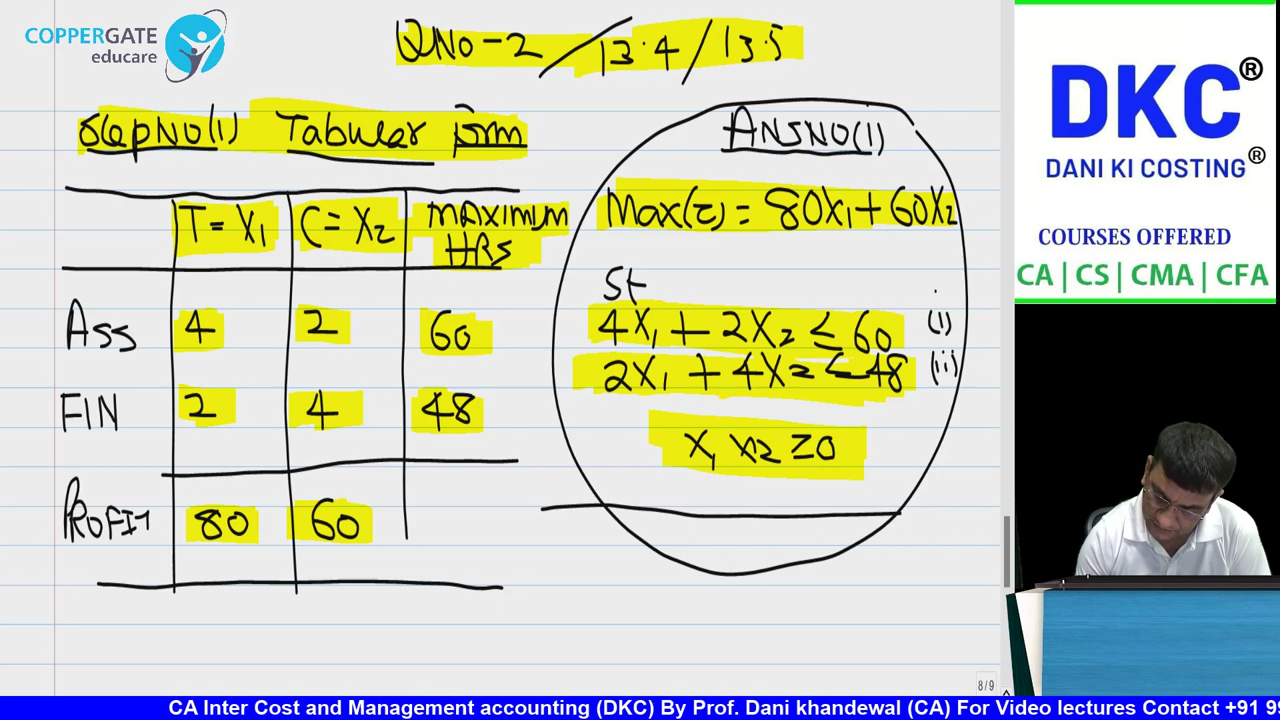 COPPERGATE
educare
QNO-2 / 13.4 / 13.5
StepNO(1) Tabular form
T = X1 C = X2 MAXIMUM HRS
ASS 4 2 60
FIN 2 4 48
PROFIT 80 60
ANSNO(i)
Max(Z) = 80X1 + 60X2
St
4X1 + 2X2 ≤ 60 (i)
2X1 + 4X2 ≤ 48 (ii)
X1 X2 ≥ 0
8/9
DKC®
DANI KI COSTING®
COURSES OFFERED
CA | CS | CMA | CFA
CA Inter Cost and Management accounting (DKC) By Prof. Dani khandewal (CA) For Video lectures Contact +91 9